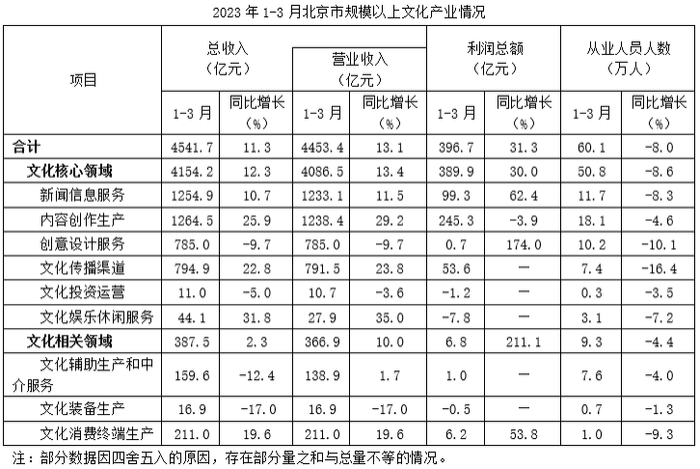 2023 年 1-3 月北京市规模以上文化产业情况
项目 总收入（亿元） 营业收入（亿元） 利润总额（亿元） 从业人员人数（万人）
1-3 月 同比增长（%） 1-3 月 同比增长（%） 1-3 月 同比增长（%） 1-3 月 同比增长（%）
合计 4541.7 11.3 4453.4 13.1 396.7 31.3 60.1 -8.0
文化核心领域 4154.2 12.3 4086.5 13.4 389.9 30.0 50.8 -8.6
新闻信息服务 1254.9 10.7 1233.1 11.5 99.3 62.4 11.7 -8.3
内容创作生产 1264.5 25.9 1238.4 29.2 245.3 -3.9 18.1 -4.6
创意设计服务 785.0 -9.7 785.0 -9.7 0.7 174.0 10.2 -10.1
文化传播渠道 794.9 22.8 791.5 23.8 53.6 — 7.4 -16.4
文化投资运营 11.0 -5.0 10.7 -3.6 -1.2 — 0.3 -3.5
文化娱乐休闲服务 44.1 31.8 27.9 35.0 -7.8 — 3.1 -7.2
文化相关领域 387.5 2.3 366.9 10.0 6.8 211.1 9.3 -4.4
文化辅助生产和中介服务 159.6 -12.4 138.9 1.7 1.0 — 7.6 -4.0
文化装备生产 16.9 -17.0 16.9 -17.0 -0.5 — 0.7 -1.3
文化消费终端生产 211.0 19.6 211.0 19.6 6.2 53.8 1.0 -9.3
注：部分数据因四舍五入的原因，存在部分量之和与总量不等的情况。